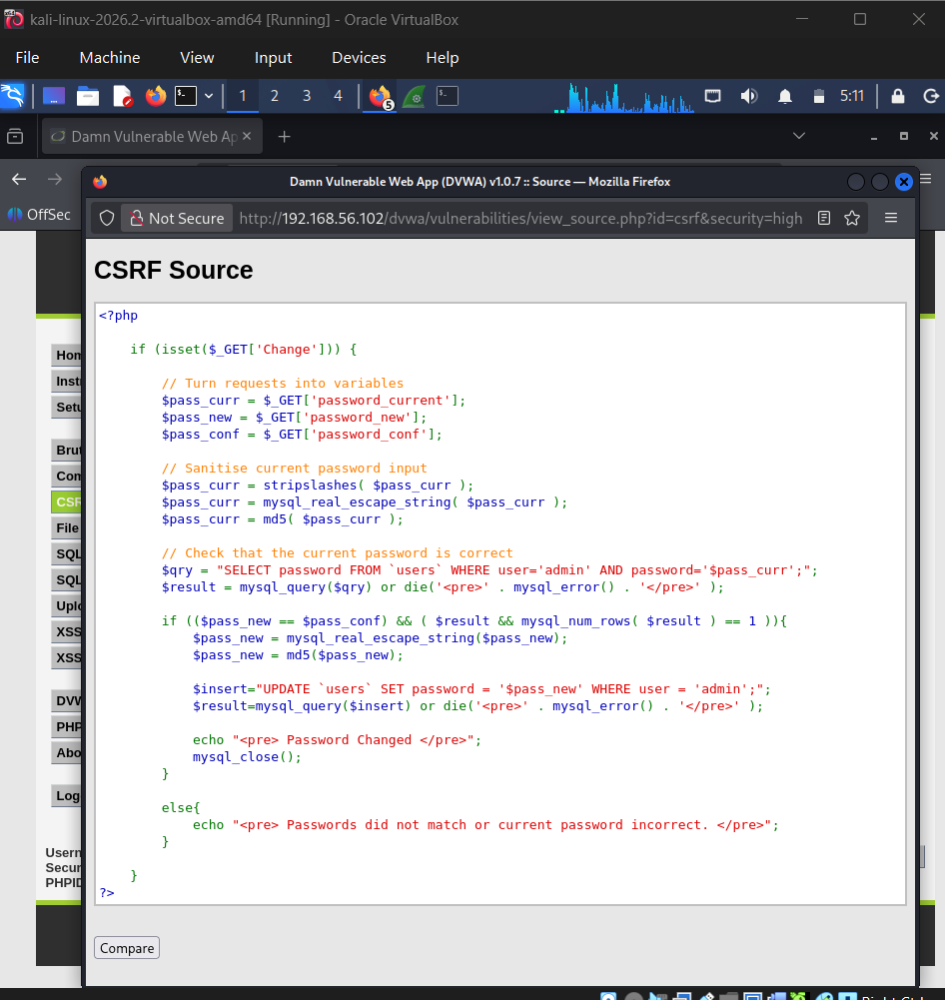 kali-linux-2026.2-virtualbox-amd64 [Running] - Oracle VirtualBox
File Machine View Input Devices Help
1 2 3 4 5 5:11
Damn Vulnerable Web Ap
Damn Vulnerable Web App (DVWA) v1.0.7 :: Source — Mozilla Firefox
OffSec
Not Secure http://192.168.56.102/dvwa/vulnerabilities/view_source.php?id=csrf&security=high
CSRF Source
<?php
if (isset($_GET['Change'])) {
// Turn requests into variables
$pass_curr = $_GET['password_current'];
$pass_new = $_GET['password_new'];
$pass_conf = $_GET['password_conf'];
// Sanitise current password input
$pass_curr = stripslashes( $pass_curr );
$pass_curr = mysql_real_escape_string( $pass_curr );
$pass_curr = md5( $pass_curr );
// Check that the current password is correct
$qry = "SELECT password FROM `users` WHERE user='admin' AND password='$pass_curr';";
$result = mysql_query($qry) or die('<pre>' . mysql_error() . '</pre>' );
if (($pass_new == $pass_conf) && ( $result && mysql_num_rows( $result ) == 1 )){
$pass_new = mysql_real_escape_string($pass_new);
$pass_new = md5($pass_new);
$insert="UPDATE `users` SET password = '$pass_new' WHERE user = 'admin';";
$result=mysql_query($insert) or die('<pre>' . mysql_error() . '</pre>' );
echo "<pre> Password Changed </pre>";
mysql_close();
}
else{
echo "<pre> Passwords did not match or current password incorrect. </pre>";
}
}
?>
Compare
Hom
Instr
Setu
Brut
Com
CSR
File
SQL
SQL
Uplo
XSS
XSS
DVW
PHP
Abo
Log
Usern
Secur
PHPID